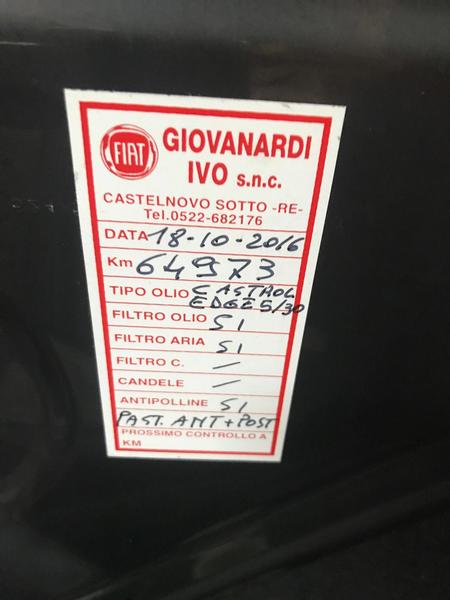 FIAT
GIOVANARDI
IVO s.n.c.
CASTELNOVO SOTTO -RE-
Tel.0522-682176
DATA 18-10-2016
Km 64973
TIPO OLIO CASTROL
EDGE 5/30
FILTRO OLIO SI
FILTRO ARIA SI
FILTRO C. /
CANDELE /
ANTIPOLLINE SI
PAST. ANT + POST
PROSSIMO CONTROLLO A
KM